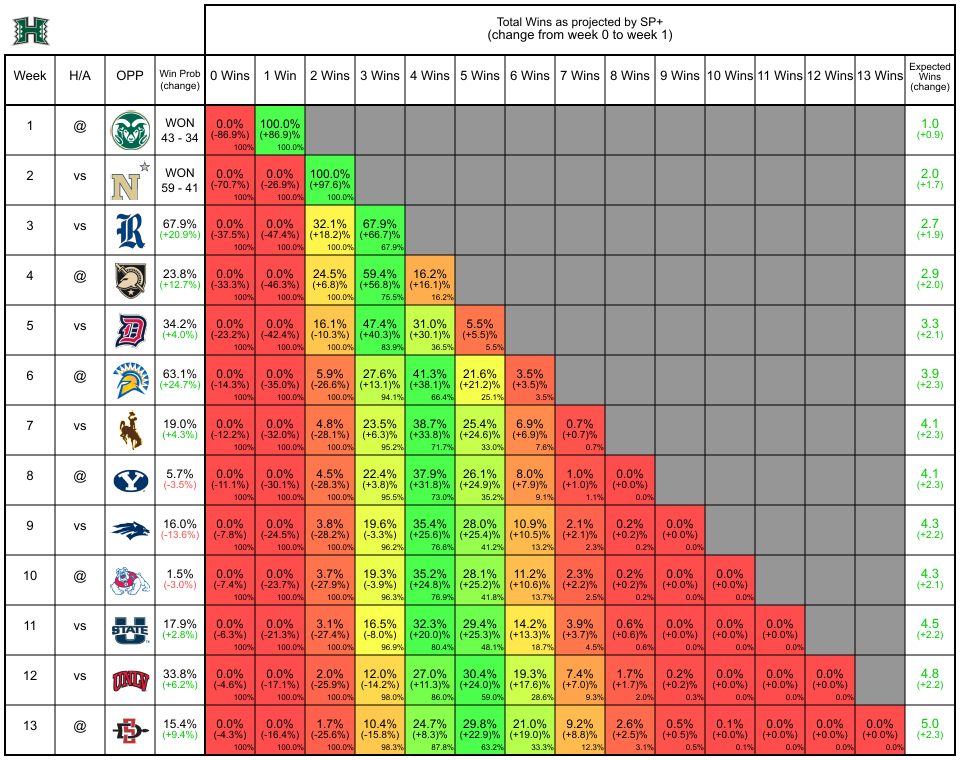 H
Total Wins as projected by SP+
(change from week 0 to week 1)
Week H/A OPP Win Prob (change) 0 Wins 1 Win 2 Wins 3 Wins 4 Wins 5 Wins 6 Wins 7 Wins 8 Wins 9 Wins 10 Wins 11 Wins 12 Wins 13 Wins Expected Wins (change)
1 @ WON 0.0% 100.0% 1.0
43 - 34 (-86.9%) (+86.9)% (+0.9)
100% 100.0%
2 vs N WON 0.0% 0.0% 100.0% 2.0
59 - 41 (-70.7%) (-26.9%) (+97.6)% (+1.7)
100% 100.0% 100.0%
3 vs R 67.9% 0.0% 0.0% 32.1% 67.9% 2.7
(+20.9%) (-37.5%) (-47.4%) (+18.2)% (+66.7)% (+1.9)
100% 100.0% 100.0% 67.9%
4 @ 23.8% 0.0% 0.0% 24.5% 59.4% 16.2% 2.9
(+12.7%) (-33.3%) (-46.3%) (+6.8)% (+56.8)% (+16.1)% (+2.0)
100% 100.0% 100.0% 75.5% 16.2%
5 vs D 34.2% 0.0% 0.0% 16.1% 47.4% 31.0% 5.5% 3.3
(+4.0%) (-23.2%) (-42.4%) (-10.3%) (+40.3)% (+30.1)% (+5.5)% (+2.1)
100% 100.0% 100.0% 83.9% 36.5% 5.5%
6 @ 63.1% 0.0% 0.0% 5.9% 27.6% 41.3% 21.6% 3.5% 3.9
(+24.7%) (-14.3%) (-35.0%) (-26.6%) (+13.1)% (+38.1)% (+21.2)% (+3.5)% (+2.3)
100% 100.0% 100.0% 94.1% 66.4% 25.1% 3.5%
7 vs 19.0% 0.0% 0.0% 4.8% 23.5% 38.7% 25.4% 6.9% 0.7% 4.1
(+4.3%) (-12.2%) (-32.0%) (-28.1%) (+6.3)% (+33.8)% (+24.6)% (+6.9)% (+0.7)% (+2.3)
100% 100.0% 100.0% 95.2% 71.7% 33.0% 7.6% 0.7%
8 @ Y 5.7% 0.0% 0.0% 4.5% 22.4% 37.9% 26.1% 8.0% 1.0% 0.0% 4.1
(-3.5%) (-11.1%) (-30.1%) (-28.3%) (+3.8)% (+31.8)% (+24.9)% (+7.9)% (+1.0)% (+0.0)% (+2.3)
100% 100.0% 100.0% 95.5% 73.0% 35.2% 9.1% 1.1% 0.0%
9 vs 16.0% 0.0% 0.0% 3.8% 19.6% 35.4% 28.0% 10.9% 2.1% 0.2% 0.0% 4.3
(-13.6%) (-7.8%) (-24.5%) (-28.2%) (-3.3%) (+25.6)% (+25.4)% (+10.5)% (+2.1)% (+0.2)% (+0.0)% (+2.2)
100% 100.0% 100.0% 96.2% 76.6% 41.2% 13.2% 2.3% 0.2% 0.0%
10 @ 1.5% 0.0% 0.0% 3.7% 19.3% 35.2% 28.1% 11.2% 2.3% 0.2% 0.0% 0.0% 4.3
(-3.0%) (-7.4%) (-23.7%) (-27.9%) (-3.9%) (+24.8)% (+25.2)% (+10.6)% (+2.2)% (+0.2)% (+0.0)% (+0.0)% (+2.1)
100% 100.0% 100.0% 96.3% 76.9% 41.8% 13.7% 2.5% 0.2% 0.0% 0.0%
11 vs U STATE 17.9% 0.0% 0.0% 3.1% 16.5% 32.3% 29.4% 14.2% 3.9% 0.6% 0.0% 0.0% 0.0% 4.5
(+2.8%) (-6.3%) (-21.3%) (-27.4%) (-8.0%) (+20.0)% (+25.3)% (+13.3)% (+3.7)% (+0.6)% (+0.0)% (+0.0)% (+0.0)% (+2.2)
100% 100.0% 100.0% 96.9% 80.4% 48.1% 18.7% 4.5% 0.6% 0.0% 0.0% 0.0%
12 vs UNLV 33.8% 0.0% 0.0% 2.0% 12.0% 27.0% 30.4% 19.3% 7.4% 1.7% 0.2% 0.0% 0.0% 0.0% 4.8
(+6.2%) (-4.6%) (-17.1%) (-25.9%) (-14.2%) (+11.3)% (+24.0)% (+17.6)% (+7.0)% (+1.7)% (+0.2)% (+0.0)% (+0.0)% (+0.0)% (+2.2)
100% 100.0% 100.0% 98.0% 86.0% 59.0% 28.6% 9.3% 2.0% 0.3% 0.0% 0.0% 0.0%
13 @ SD 15.4% 0.0% 0.0% 1.7% 10.4% 24.7% 29.8% 21.0% 9.2% 2.6% 0.5% 0.1% 0.0% 0.0% 0.0% 5.0
(+9.4%) (-4.3%) (-16.4%) (-25.6%) (-15.8%) (+8.3)% (+22.9)% (+19.0)% (+8.8)% (+2.5)% (+0.5)% (+0.0)% (+0.0)% (+0.0)% (+0.0)% (+2.3)
100% 100.0% 100.0% 98.3% 87.8% 63.2% 33.3% 12.3% 3.1% 0.5% 0.1% 0.0% 0.0% 0.0%